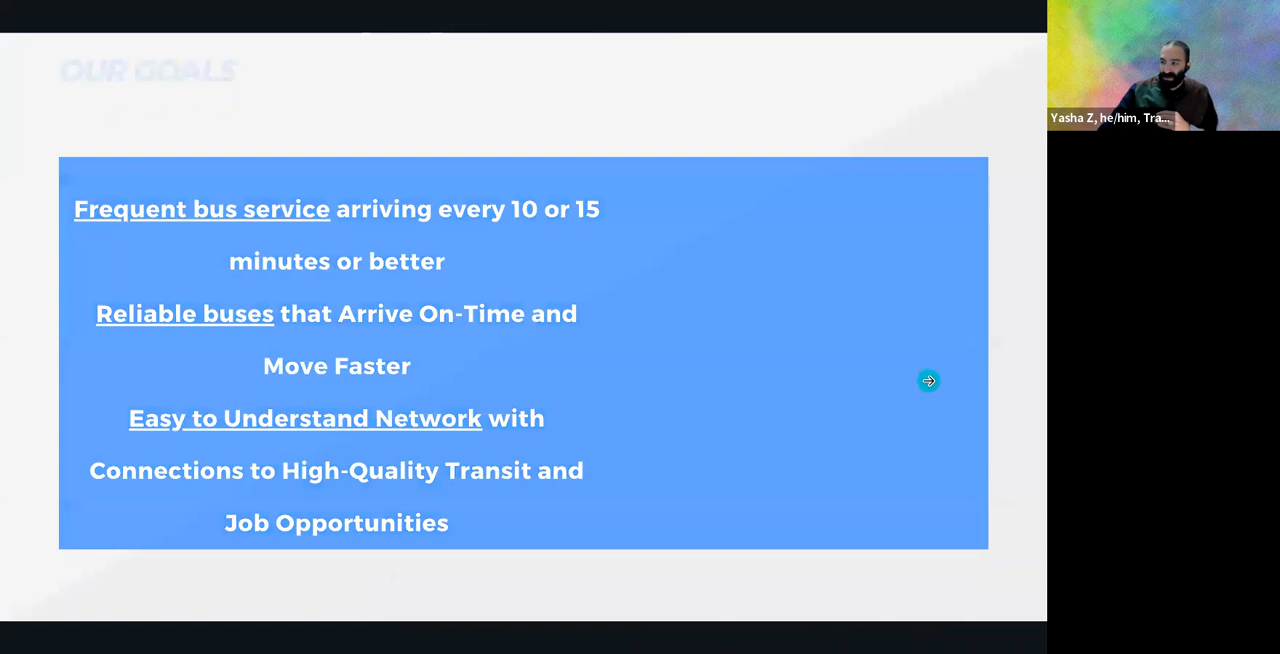 OUR GOALS
Frequent bus service arriving every 10 or 15
minutes or better
Reliable buses that Arrive On-Time and
Move Faster
Easy to Understand Network with
Connections to High-Quality Transit and
Job Opportunities
Yasha Z, he/him, Tra...